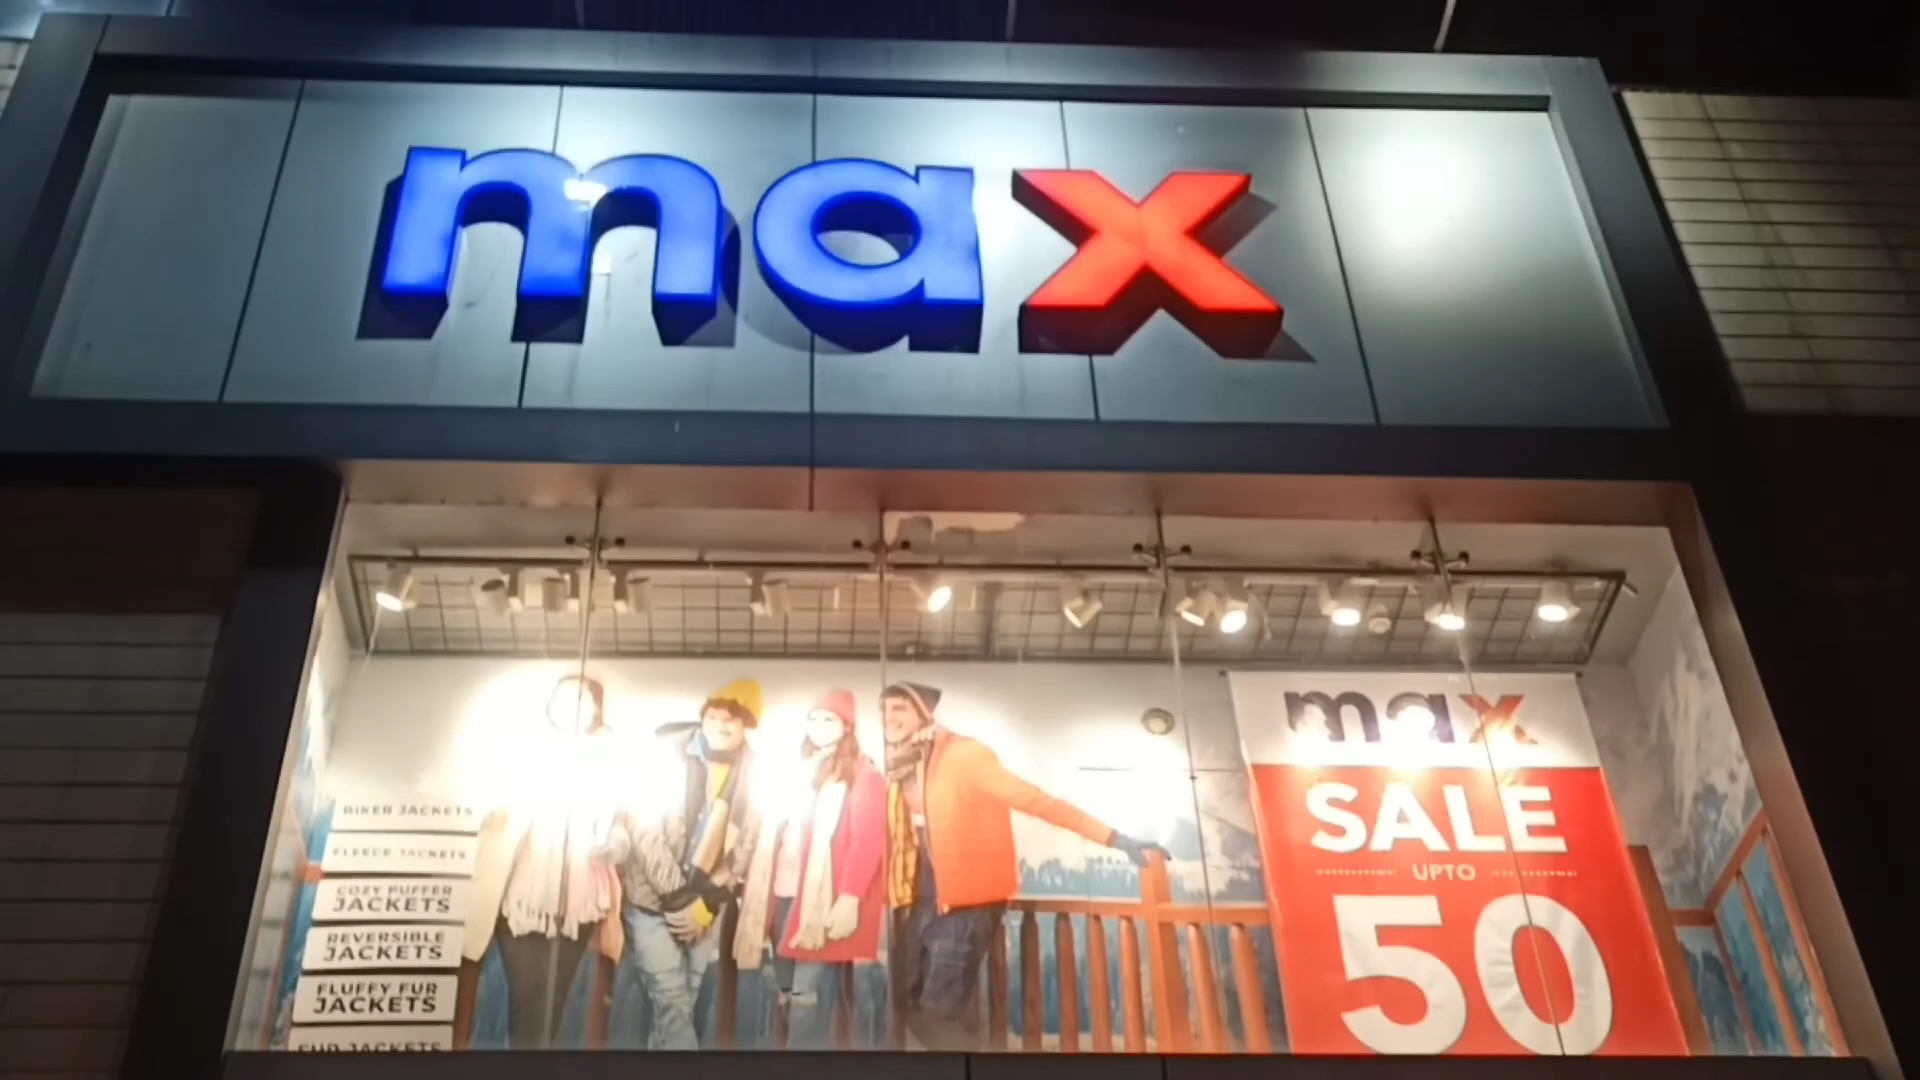 max
BIKER JACKETS
FLEECE JACKETS
COZY PUFFER
JACKETS
REVERSIBLE
JACKETS
FLUFFY FUR
JACKETS
max
SALE
UPTO
50